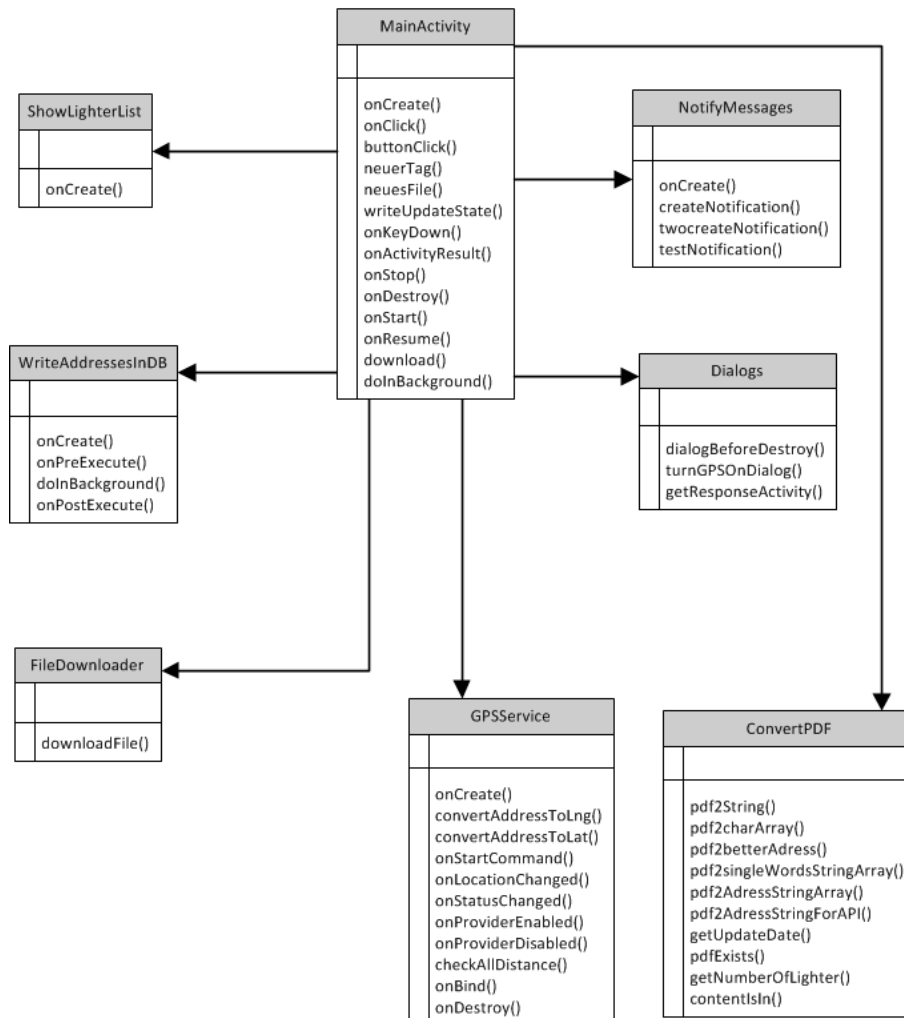 MainActivity
onCreate()
onClick()
buttonClick()
neuerTag()
neuesFile()
writeUpdateState()
onKeyDown()
onActivityResult()
onStop()
onDestroy()
onStart()
onResume()
download()
doInBackground()
ShowLighterList
onCreate()
NotifyMessages
onCreate()
createNotification()
twocreateNotification()
testNotification()
WriteAddressesInDB
onCreate()
onPreExecute()
doInBackground()
onPostExecute()
Dialogs
dialogBeforeDestroy()
turnGPSOnDialog()
getResponseActivity()
FileDownloader
downloadFile()
GPSService
onCreate()
convertAddressToLng()
convertAddressToLat()
onStartCommand()
onLocationChanged()
onStatusChanged()
onProviderEnabled()
onProviderDisabled()
checkAllDistance()
onBind()
onDestroy()
ConvertPDF
pdf2String()
pdf2charArray()
pdf2betterAdress()
pdf2singleWordsStringArray()
pdf2AdressStringArray()
pdf2AdressStringForAPI()
getUpdateDate()
pdfExists()
getNumberOfLighter()
contentIsIn()